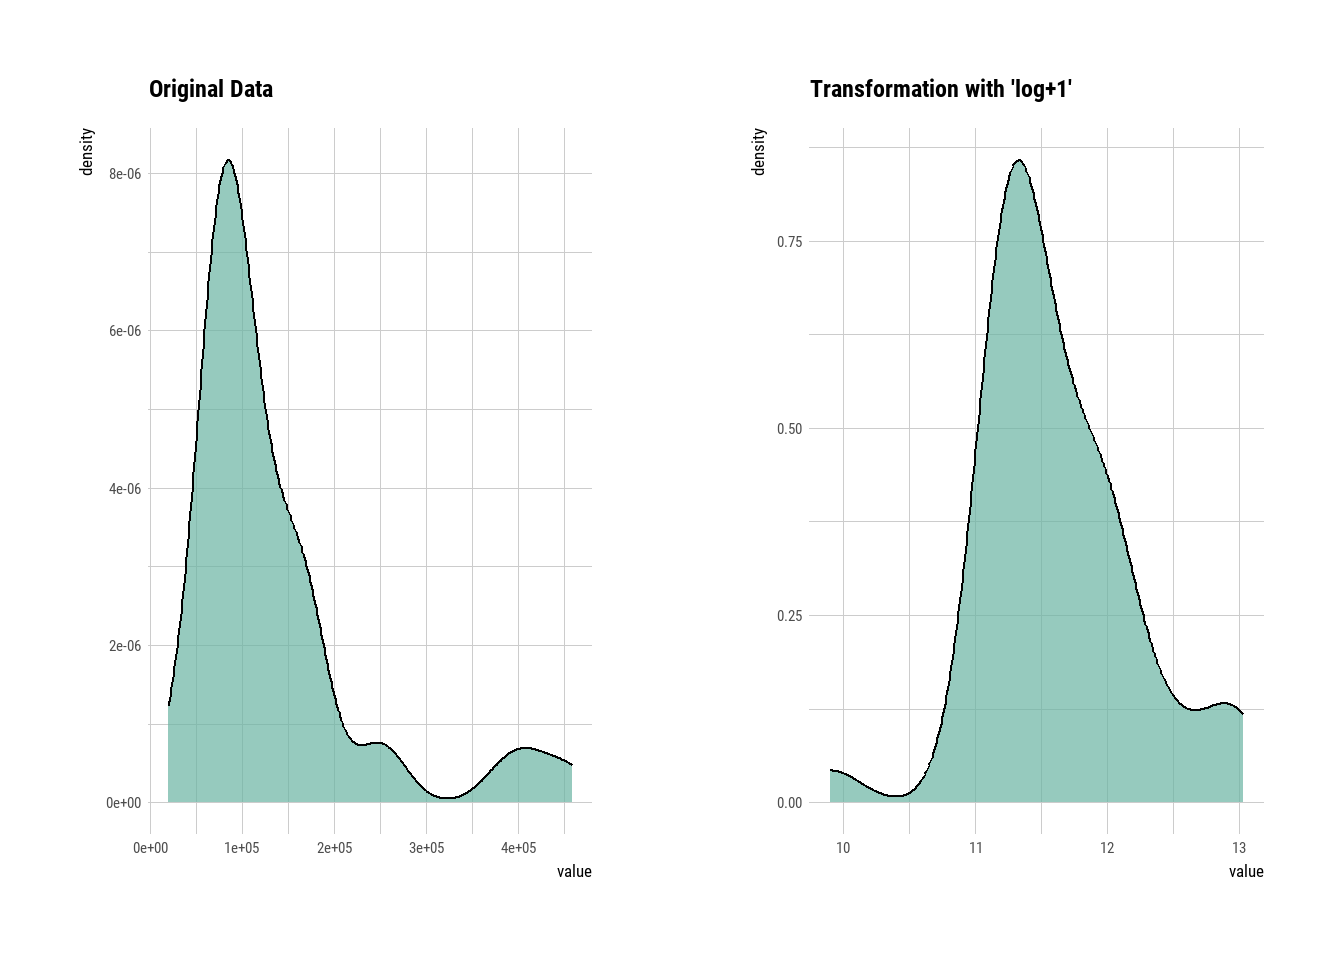 Original Data
density
8e-06
6e-06
4e-06
2e-06
0e+00
0e+00 1e+05 2e+05 3e+05 4e+05
value
Transformation with 'log+1'
density
0.75
0.50
0.25
0.00
10 11 12 13
value